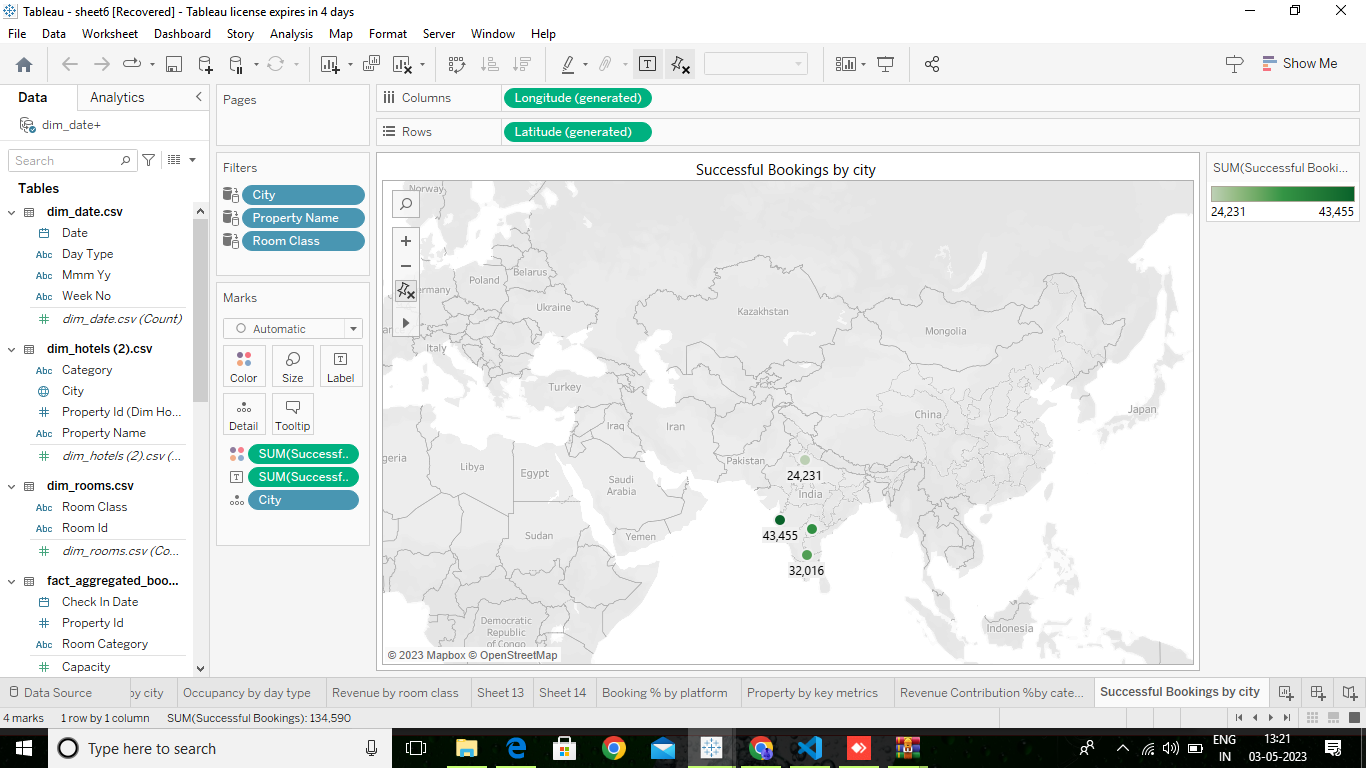 Tableau - sheet6 [Recovered] - Tableau license expires in 4 days
File Data Worksheet Dashboard Story Analysis Map Format Server Window Help
Show Me
Data Analytics
dim_date+
Search
Tables
dim_date.csv
Date
Abc Day Type
Abc Mmm Yy
Abc Week No
dim_date.csv (Count)
dim_hotels (2).csv
Abc Category
City
Property Id (Dim Ho...
Abc Property Name
dim_hotels (2).csv (...
dim_rooms.csv
Abc Room Class
Abc Room Id
dim_rooms.csv (Co...
fact_aggregated_boo...
Check In Date
Property Id
Abc Room Category
Capacity
Pages
Filters
City
Property Name
Room Class
Marks
Automatic
Color Size Label
Detail Tooltip
SUM(Successf..
SUM(Successf..
City
Columns Longitude (generated)
Rows Latitude (generated)
Successful Bookings by city
Norway
Belarus
Poland
Germany
Ukraine
Kazakhstan
Mongolia
Italy
Turkey
Japan
China
Iraq
Iran
Pakistan
geria
Libya
Egypt
Saudi
Arabia
24,231
India
43,455
Sudan
Yemen
32,016
Democratic
Republic
of Congo
Indonesia
© 2023 Mapbox © OpenStreetMap
SUM(Successful Booki...
24,231 43,455
Data Source by city Occupancy by day type Revenue by room class Sheet 13 Sheet 14 Booking % by platform Property by key metrics Revenue Contribution %by cate... Successful Bookings by city
4 marks 1 row by 1 column SUM(Successful Bookings): 134,590
Type here to search
ENG
IN
13:21
03-05-2023